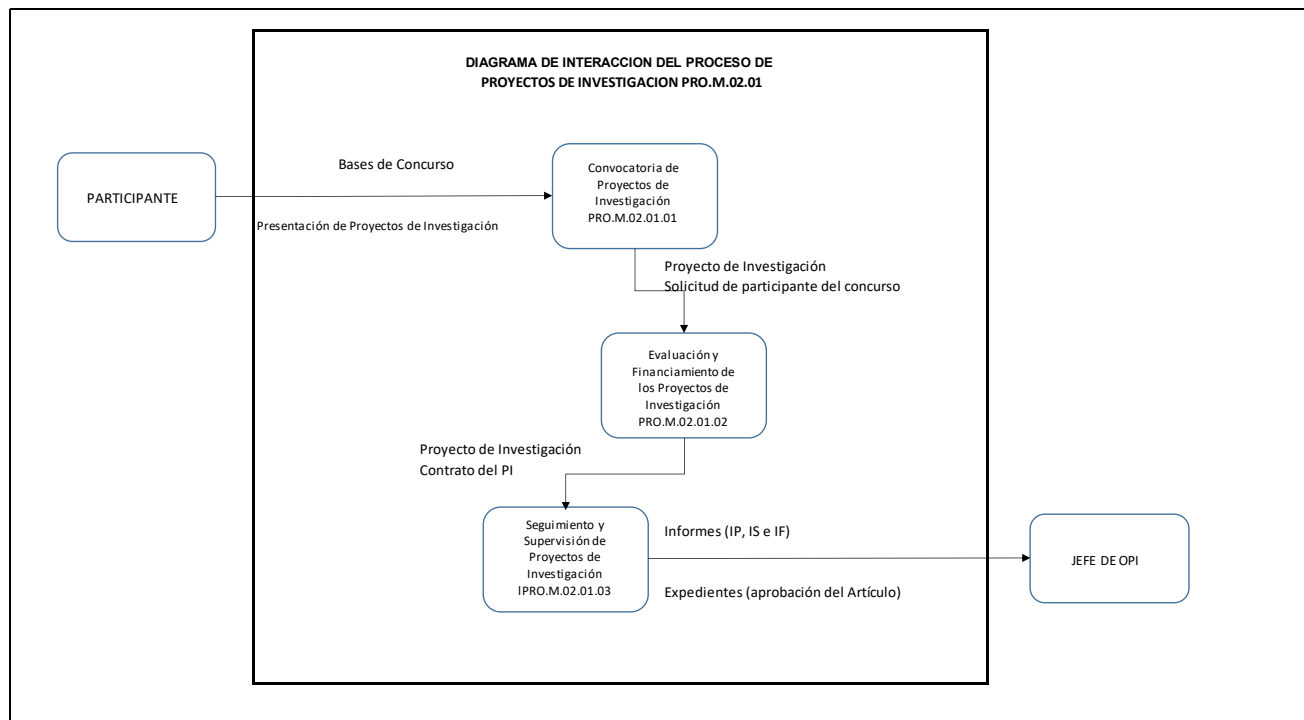 DIAGRAMA DE INTERACCION DEL PROCESO DE
PROYECTOS DE INVESTIGACION PRO.M.02.01
PARTICIPANTE
Bases de Concurso
Presentación de Proyectos de Investigación
Convocatoria de
Proyectos de
Investigación
PRO.M.02.01.01
Proyecto de Investigación
Solicitud de participante del concurso
Evaluación y
Financiamiento de
los Proyectos de
Investigación
PRO.M.02.01.02
Proyecto de Investigación
Contrato del PI
Seguimiento y
Supervisión de
Proyectos de
Investigación
IPRO.M.02.01.03
Informes (IP, IS e IF)
Expedientes (aprobación del Artículo)
JEFE DE OPI